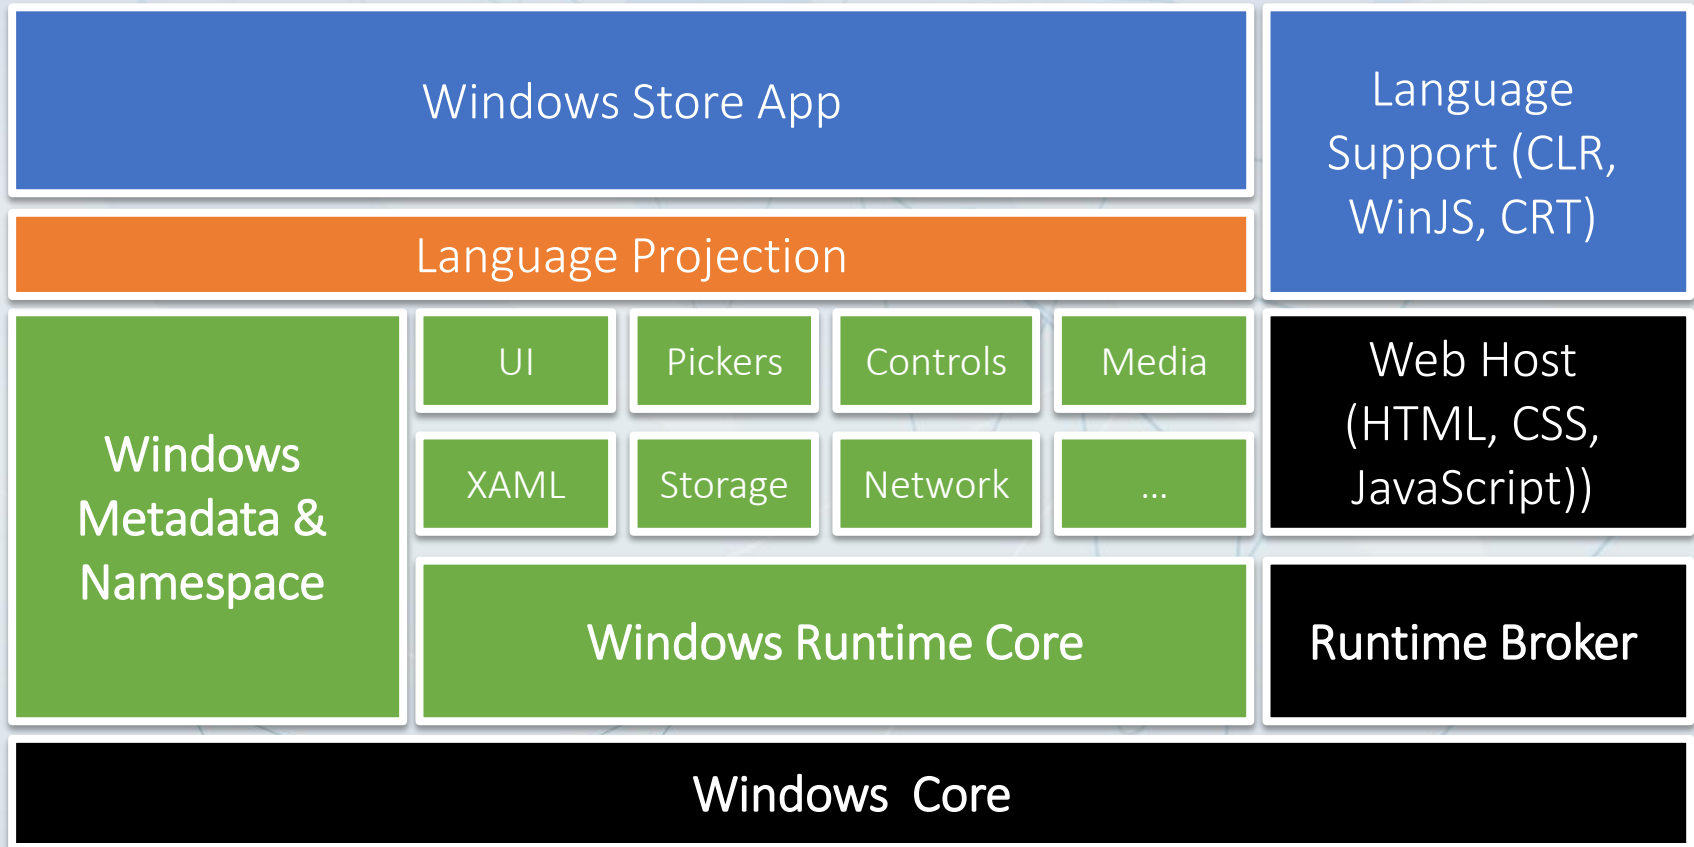 Windows Store App
Language
Support (CLR,
WinJS, CRT)
Language Projection
Windows
Metadata &
Namespace
UI
Pickers
Controls
Media
XAML
Storage
Network
...
Web Host
(HTML, CSS,
JavaScript))
Windows Runtime Core
Runtime Broker
Windows  Core